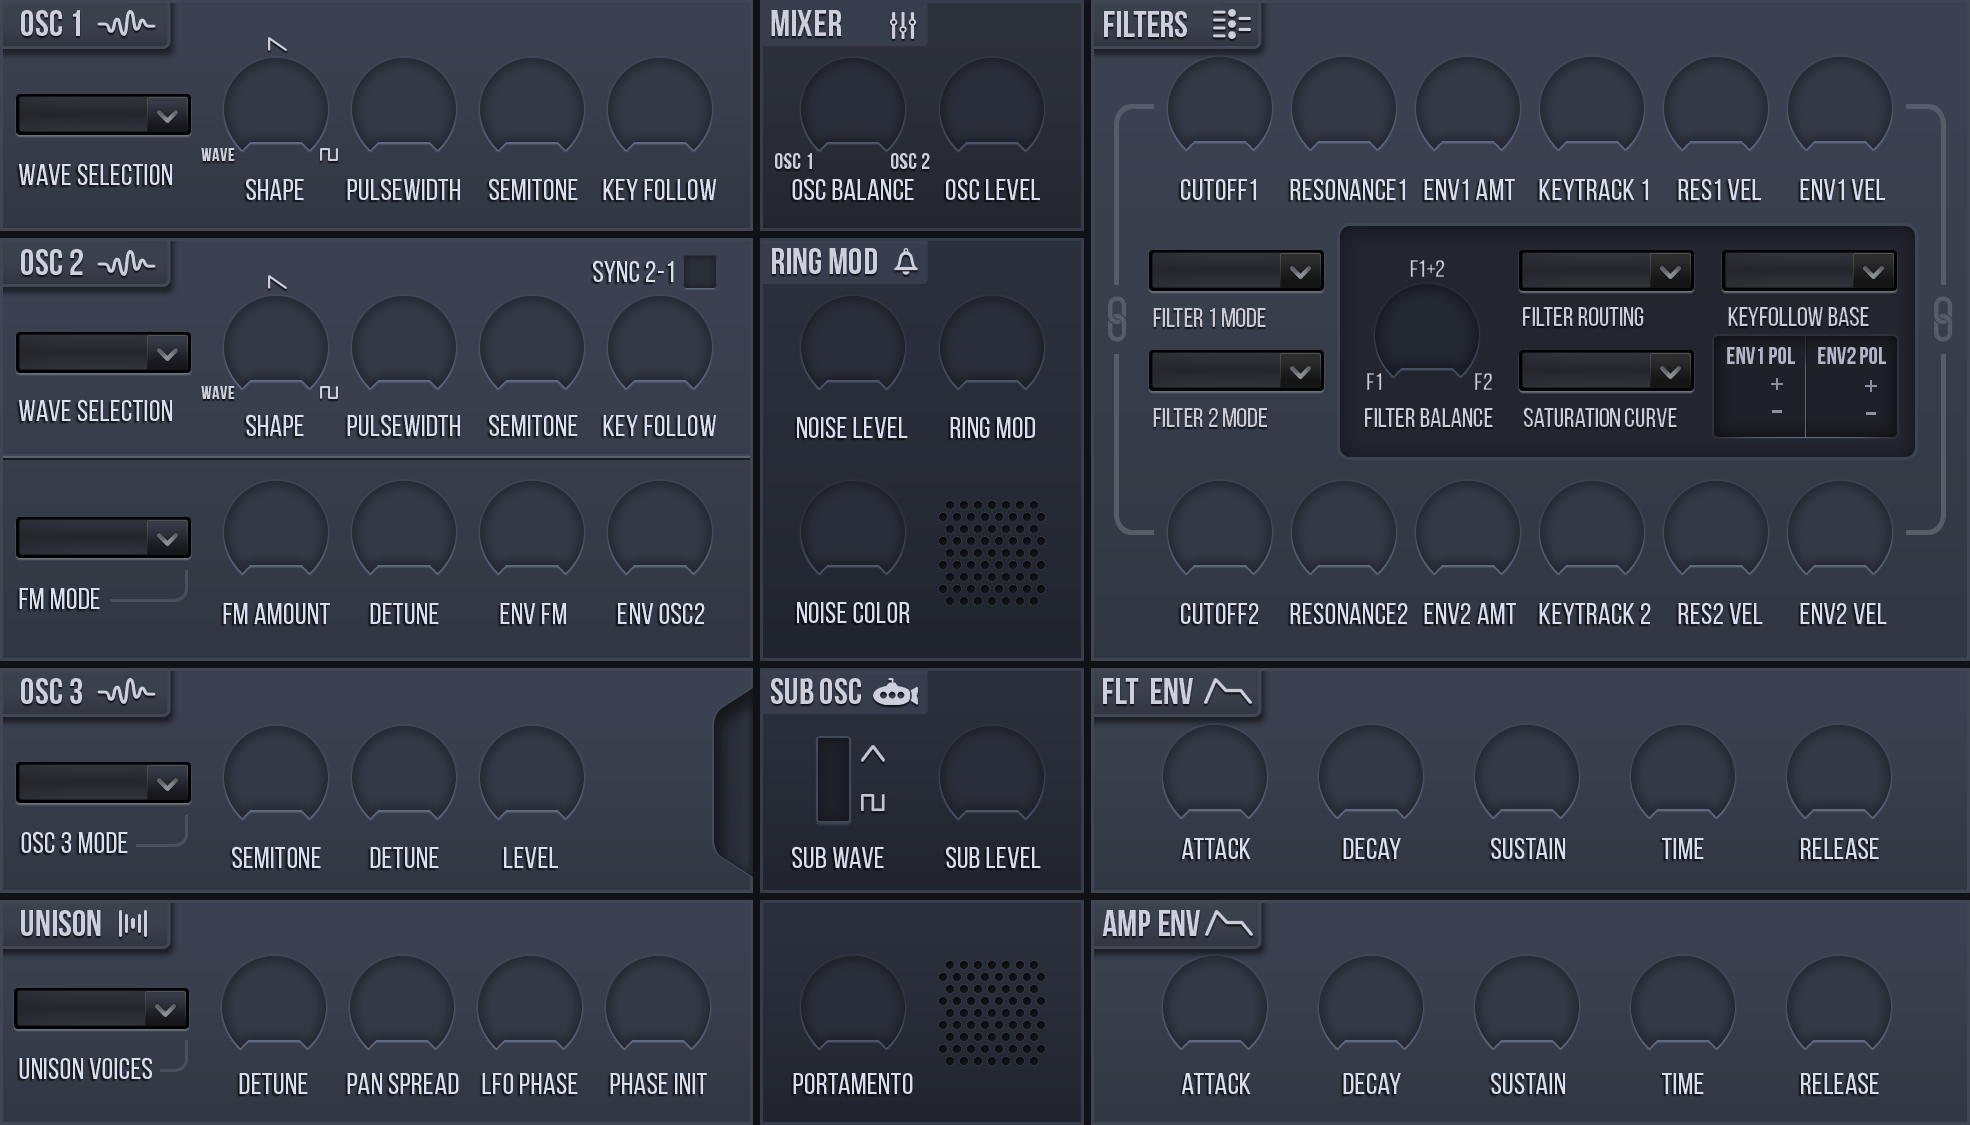 OSC 1
WAVE
WAVE SELECTION
SHAPE
PULSEWIDTH
SEMITONE
KEY FOLLOW
OSC 2
SYNC 2-1
WAVE
WAVE SELECTION
SHAPE
PULSEWIDTH
SEMITONE
KEY FOLLOW
FM MODE
FM AMOUNT
DETUNE
ENV FM
ENV OSC2
OSC 3
OSC 3 MODE
SEMITONE
DETUNE
LEVEL
UNISON
UNISON VOICES
DETUNE
PAN SPREAD
LFO PHASE
PHASE INIT
MIXER
OSC 1
OSC 2
OSC BALANCE
OSC LEVEL
RING MOD
NOISE LEVEL
RING MOD
NOISE COLOR
SUB OSC
SUB WAVE
SUB LEVEL
PORTAMENTO
FILTERS
CUTOFF1
RESONANCE1
ENV1 AMT
KEYTRACK 1
RES1 VEL
ENV1 VEL
FILTER 1 MODE
FILTER 2 MODE
F1+2
F1
F2
FILTER BALANCE
FILTER ROUTING
SATURATION CURVE
KEYFOLLOW BASE
ENV1 POL
+
-
ENV2 POL
+
-
CUTOFF2
RESONANCE2
ENV2 AMT
KEYTRACK 2
RES2 VEL
ENV2 VEL
FLT ENV
ATTACK
DECAY
SUSTAIN
TIME
RELEASE
AMP ENV
ATTACK
DECAY
SUSTAIN
TIME
RELEASE